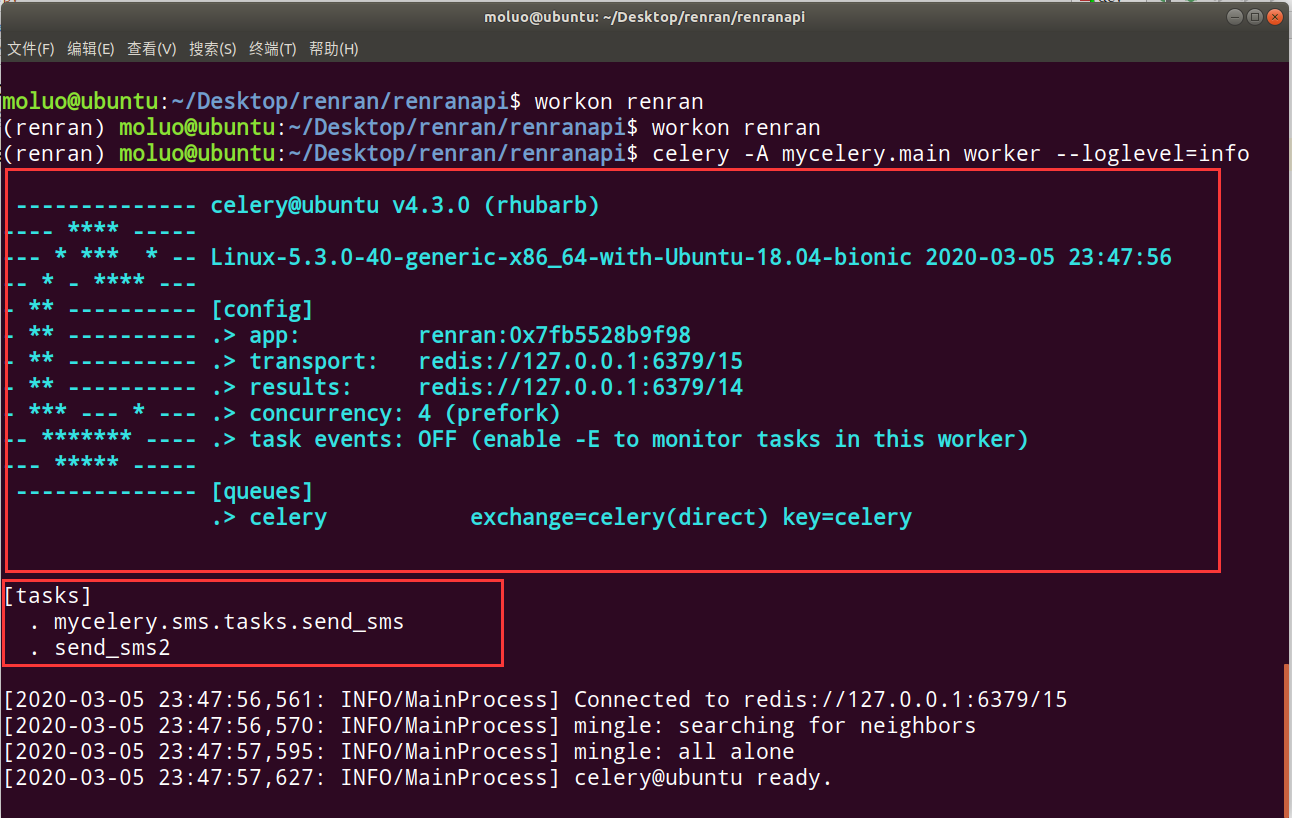 moluo@ubuntu: ~/Desktop/renran/renranapi
文件(F) 编辑(E) 查看(V) 搜索(S) 终端(T) 帮助(H)
moluo@ubuntu:~/Desktop/renran/renranapi$ workon renran
(renran) moluo@ubuntu:~/Desktop/renran/renranapi$ workon renran
(renran) moluo@ubuntu:~/Desktop/renran/renranapi$ celery -A mycelery.main worker --loglevel=info
-------------- celery@ubuntu v4.3.0 (rhubarb)
---- **** -----
--- * ***  * -- Linux-5.3.0-40-generic-x86_64-with-Ubuntu-18.04-bionic 2020-03-05 23:47:56
-- * - **** ---
- ** ---------- [config]
- ** ---------- .> app:         renran:0x7fb5528b9f98
- ** ---------- .> transport:   redis://127.0.0.1:6379/15
- ** ---------- .> results:     redis://127.0.0.1:6379/14
- *** --- * --- .> concurrency: 4 (prefork)
-- ******* ---- .> task events: OFF (enable -E to monitor tasks in this worker)
--- ***** -----
-------------- [queues]
.> celery           exchange=celery(direct) key=celery
[tasks]
. mycelery.sms.tasks.send_sms
. send_sms2
[2020-03-05 23:47:56,561: INFO/MainProcess] Connected to redis://127.0.0.1:6379/15
[2020-03-05 23:47:56,570: INFO/MainProcess] mingle: searching for neighbors
[2020-03-05 23:47:57,595: INFO/MainProcess] mingle: all alone
[2020-03-05 23:47:57,627: INFO/MainProcess] celery@ubuntu ready.